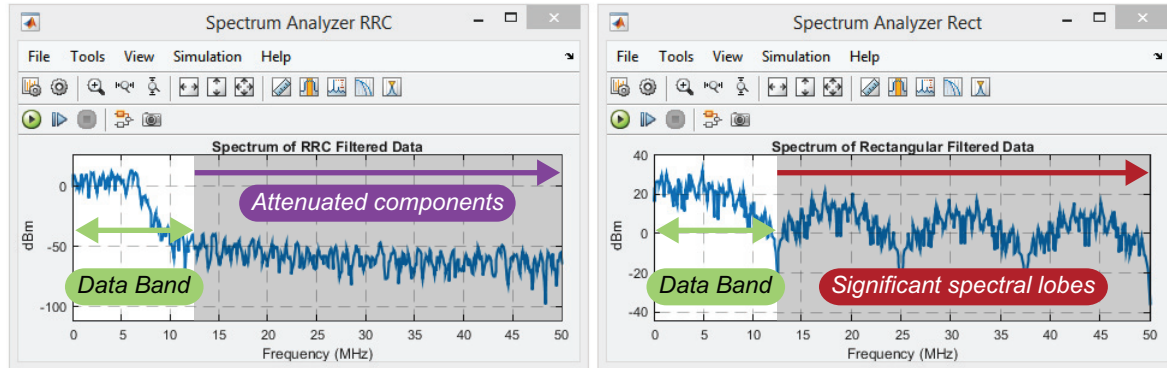 Spectrum Analyzer RRC
File Tools View Simulation Help
Spectrum of RRC Filtered Data
0
-50
-100
dBm
Attenuated components
Data Band
0 5 10 15 20 25 30 35 40 45 50
Frequency (MHz)
Spectrum Analyzer Rect
File Tools View Simulation Help
Spectrum of Rectangular Filtered Data
40
20
0
-20
-40
dBm
Data Band
Significant spectral lobes
0 5 10 15 20 25 30 35 40 45 50
Frequency (MHz)